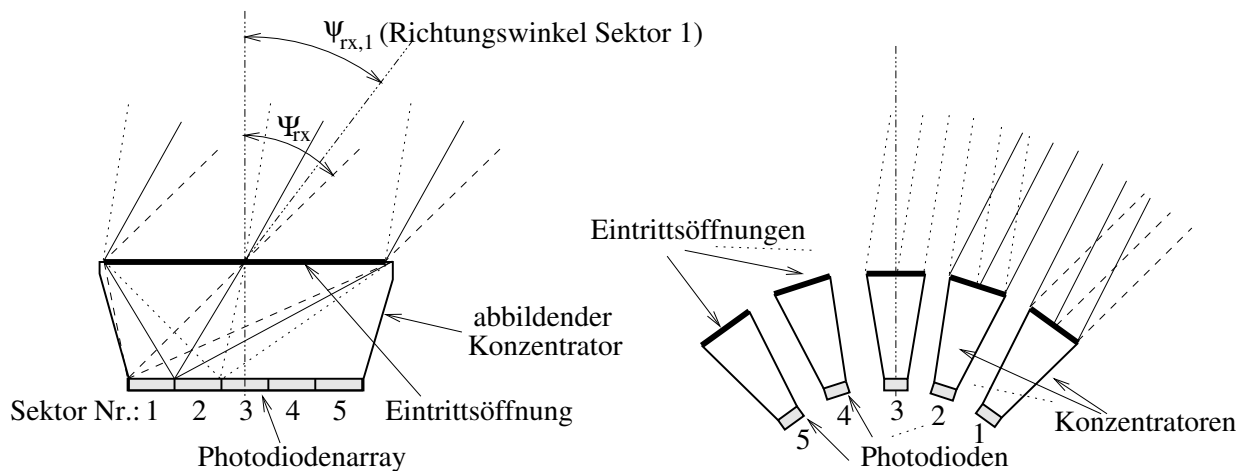 Ψrx,1 (Richtungswinkel Sektor 1)
Ψrx
abbildender
Konzentrator
Sektor Nr.: 1 2 3 4 5
Eintrittsöffnung
Photodiodenarray
Eintrittsöffnungen
5 4 3 2 1
Konzentratoren
Photodioden